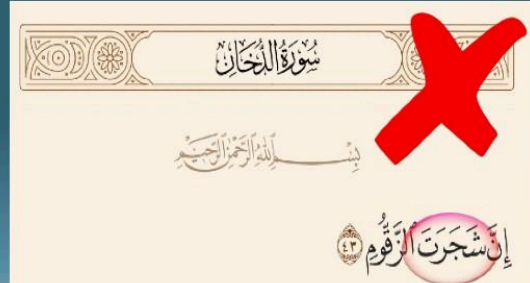 سُورَةُ الدُّخَانِ
بِسْمِ ٱللَّهِ ٱلرَّحْمَٰنِ ٱلرَّحِيمِ
إِنَّ شَجَرَتَ ٱلزَّقُّومِ ٤٣